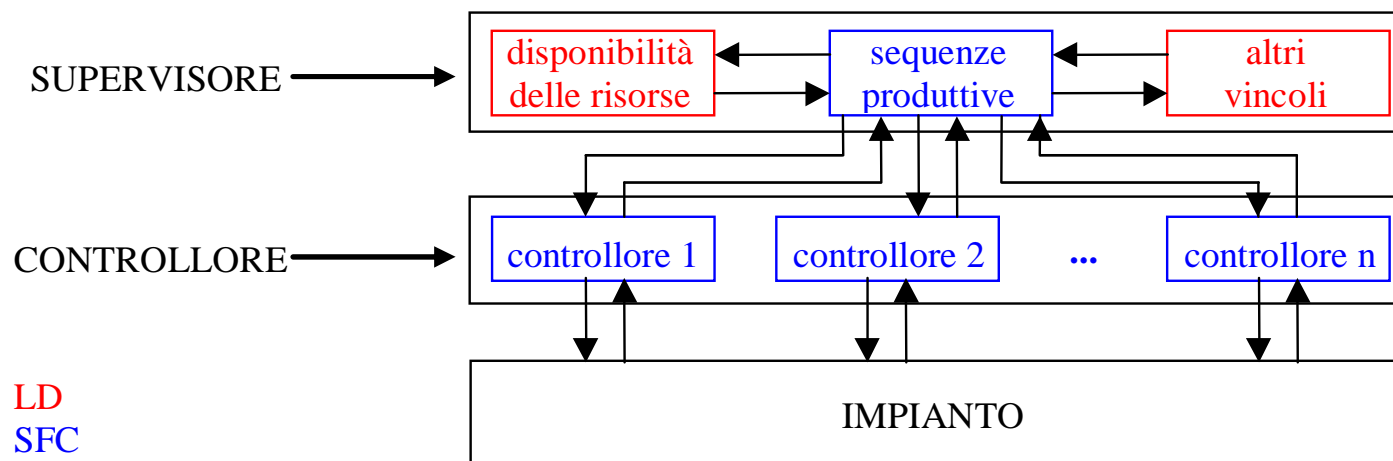 SUPERVISORE
disponibilità
delle risorse
sequenze
produttive
altri
vincoli
CONTROLLORE
controllore 1
controllore 2
...
controllore n
LD
SFC
IMPIANTO